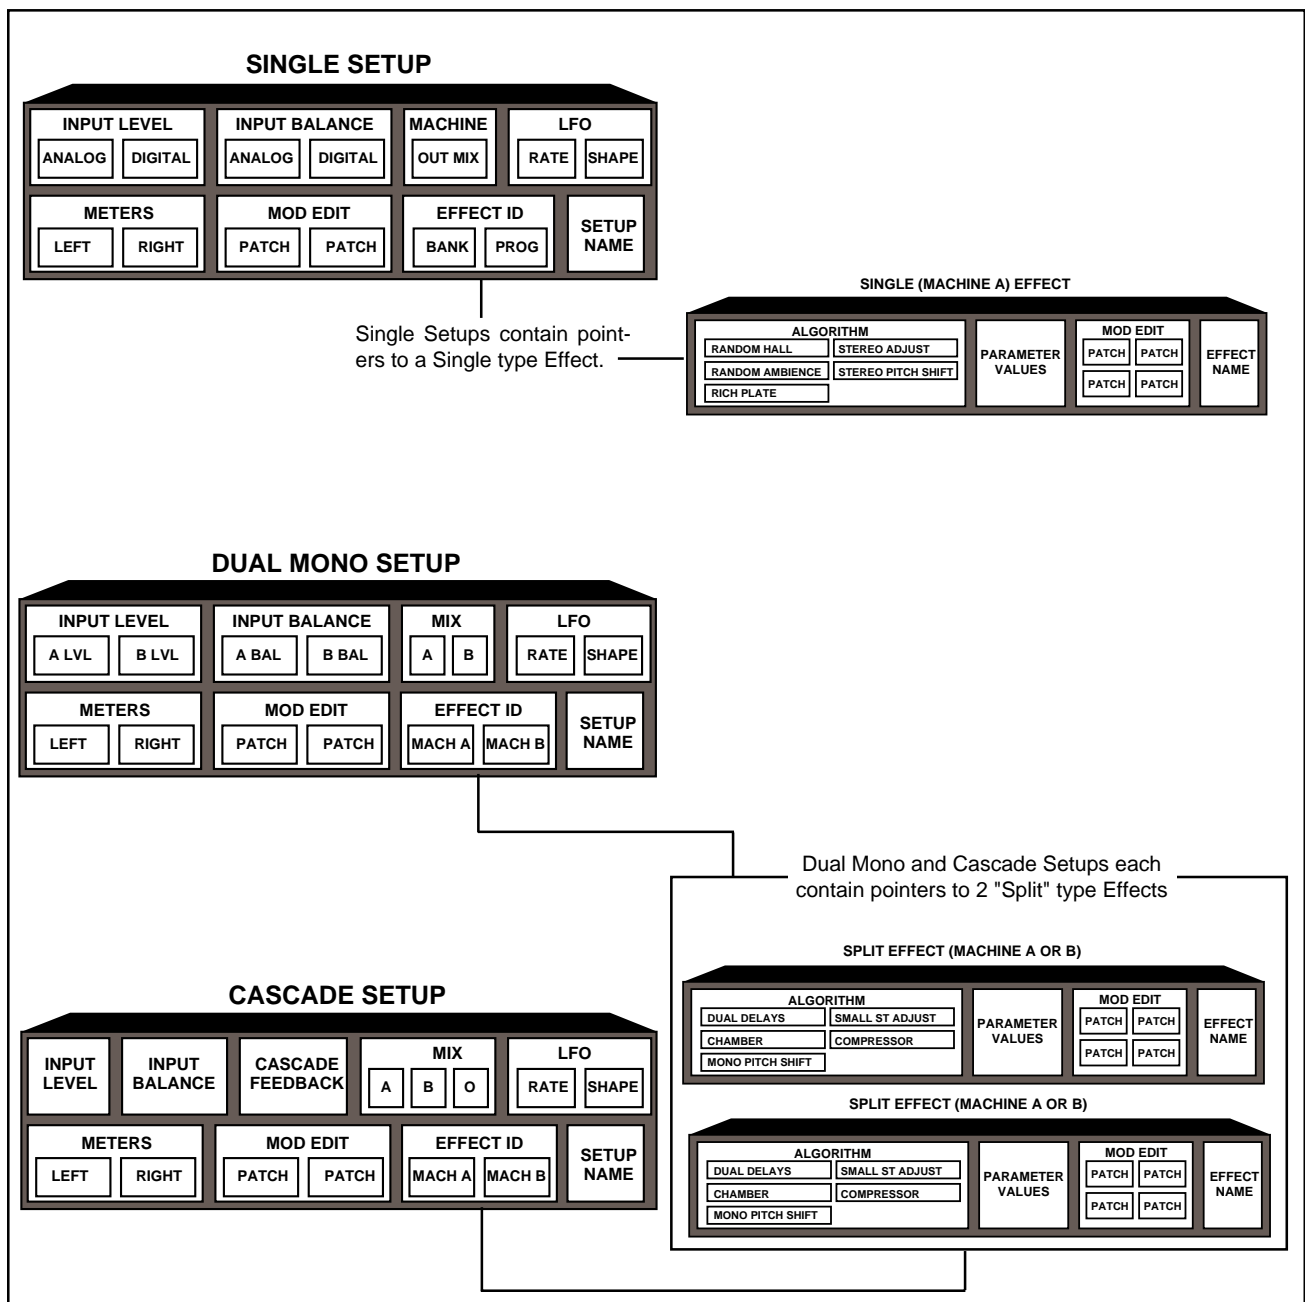 SINGLE SETUP
INPUT LEVEL
ANALOG DIGITAL
INPUT BALANCE
ANALOG DIGITAL
MACHINE
OUT MIX
LFO
RATE SHAPE
METERS
LEFT RIGHT
MOD EDIT
PATCH PATCH
EFFECT ID
BANK PROG
SETUP
NAME
Single Setups contain point-
ers to a Single type Effect.
SINGLE (MACHINE A) EFFECT
ALGORITHM
RANDOM HALL STEREO ADJUST
RANDOM AMBIENCE STEREO PITCH SHIFT
RICH PLATE
PARAMETER
VALUES
MOD EDIT
PATCH PATCH
PATCH PATCH
EFFECT
NAME
DUAL MONO SETUP
INPUT LEVEL
A LVL B LVL
INPUT BALANCE
A BAL B BAL
MIX
A B
LFO
RATE SHAPE
METERS
LEFT RIGHT
MOD EDIT
PATCH PATCH
EFFECT ID
MACH A MACH B
SETUP
NAME
Dual Mono and Cascade Setups each
contain pointers to 2 "Split" type Effects
SPLIT EFFECT (MACHINE A OR B)
ALGORITHM
DUAL DELAYS SMALL ST ADJUST
CHAMBER COMPRESSOR
MONO PITCH SHIFT
PARAMETER
VALUES
MOD EDIT
PATCH PATCH
PATCH PATCH
EFFECT
NAME
SPLIT EFFECT (MACHINE A OR B)
ALGORITHM
DUAL DELAYS SMALL ST ADJUST
CHAMBER COMPRESSOR
MONO PITCH SHIFT
PARAMETER
VALUES
MOD EDIT
PATCH PATCH
PATCH PATCH
EFFECT
NAME
CASCADE SETUP
INPUT
LEVEL
INPUT
BALANCE
CASCADE
FEEDBACK
MIX
A B O
LFO
RATE SHAPE
METERS
LEFT RIGHT
MOD EDIT
PATCH PATCH
EFFECT ID
MACH A MACH B
SETUP
NAME